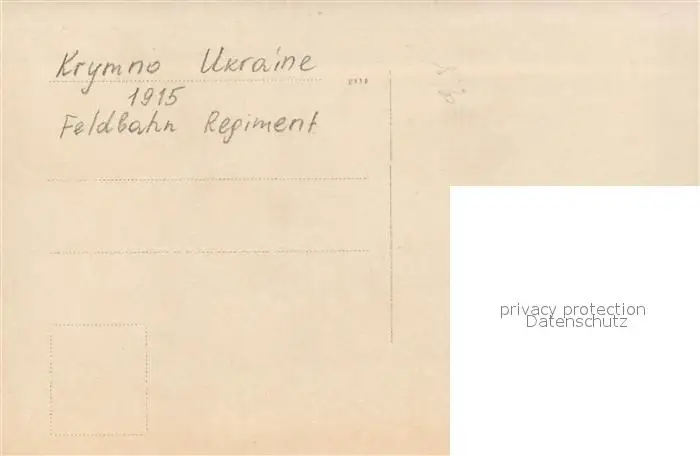 Krymno Ukraine
1915
Feldbahn Regiment
privacy protection
Datenschutz